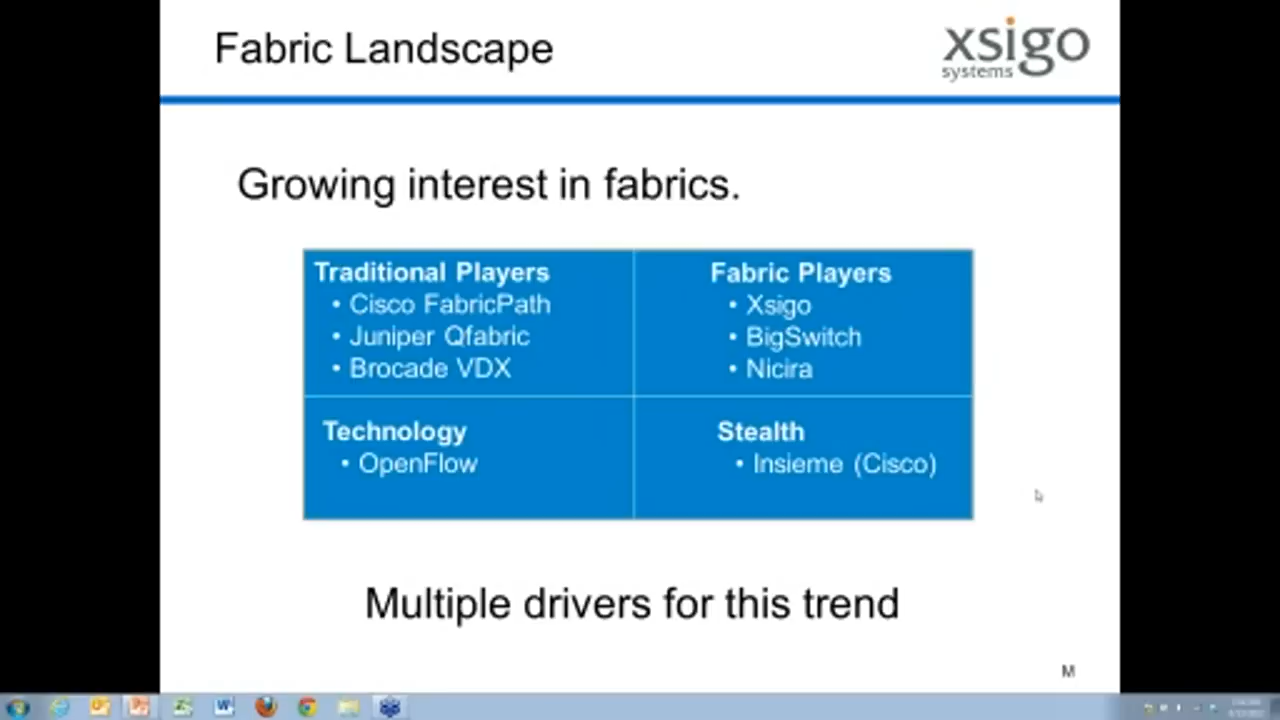 Fabric Landscape
xsigo
systems
Growing interest in fabrics.
Traditional Players
• Cisco FabricPath
• Juniper Qfabric
• Brocade VDX
Fabric Players
• Xsigo
• BigSwitch
• Nicira
Technology
• OpenFlow
Stealth
• Insieme (Cisco)
Multiple drivers for this trend
M